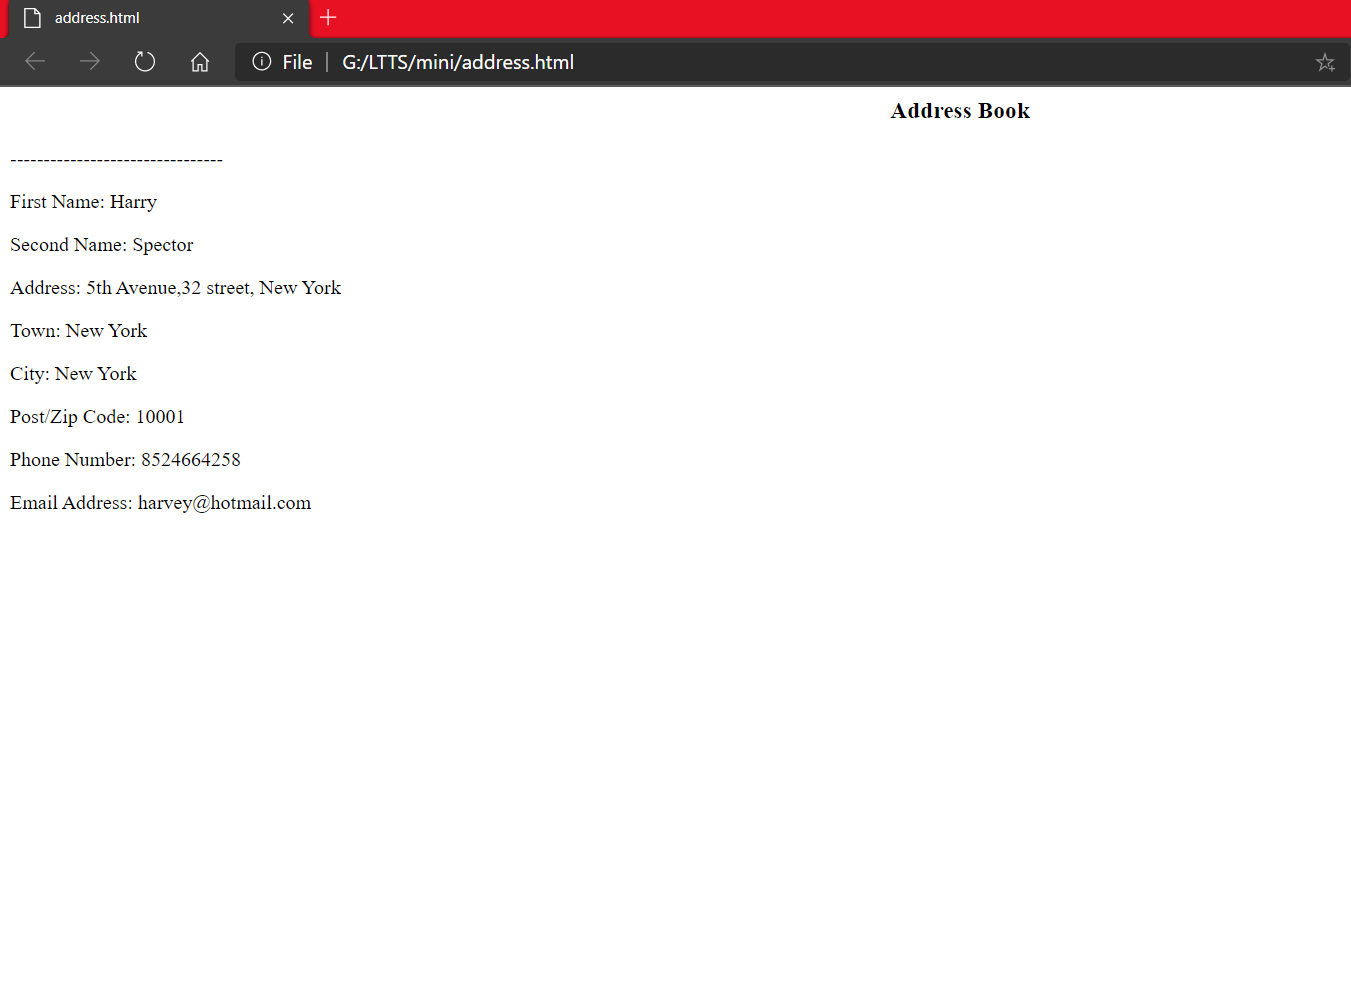 address.html
File | G:/LTTS/mini/address.html
Address Book
--------------------------------
First Name: Harry
Second Name: Spector
Address: 5th Avenue,32 street, New York
Town: New York
City: New York
Post/Zip Code: 10001
Phone Number: 8524664258
Email Address: harvey@hotmail.com